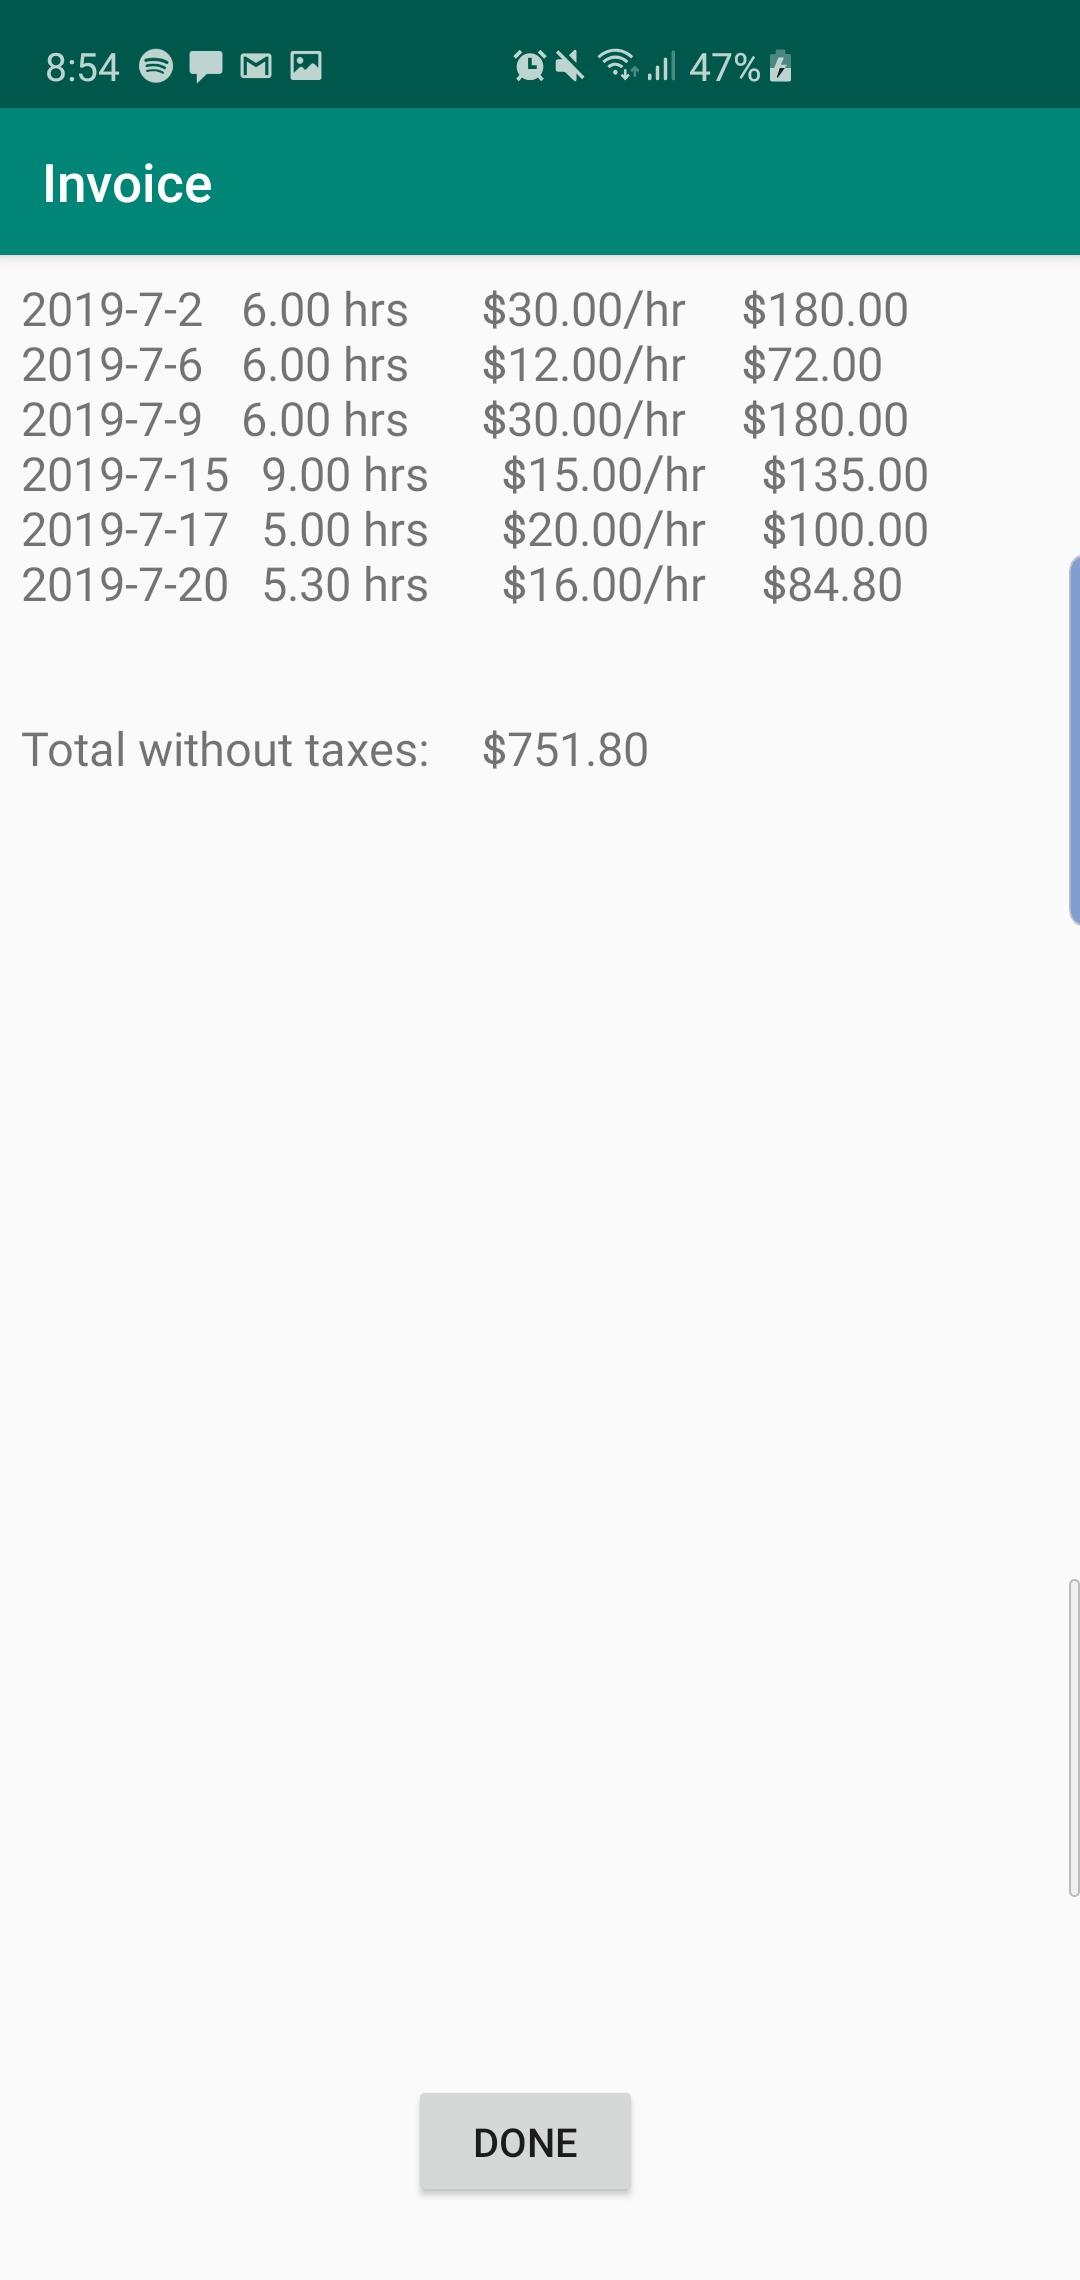 8:54 47%
Invoice
2019-7-2 6.00 hrs $30.00/hr $180.00
2019-7-6 6.00 hrs $12.00/hr $72.00
2019-7-9 6.00 hrs $30.00/hr $180.00
2019-7-15 9.00 hrs $15.00/hr $135.00
2019-7-17 5.00 hrs $20.00/hr $100.00
2019-7-20 5.30 hrs $16.00/hr $84.80
Total without taxes: $751.80
DONE